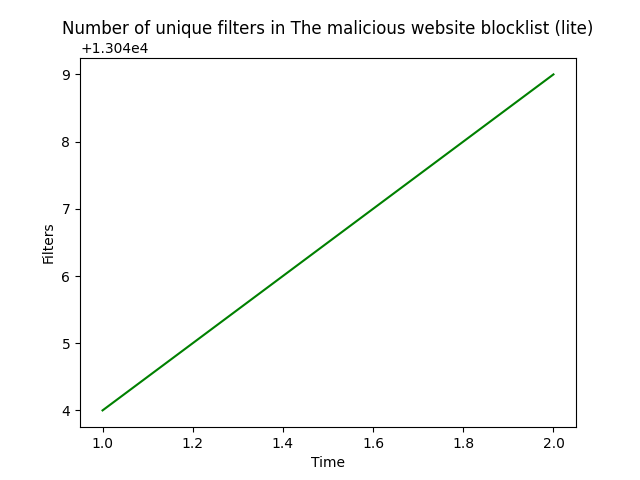 Number of unique filters in The malicious website blocklist (lite)
+1.304e4
9
8
7
6
5
4
Filters
1.0 1.2 1.4 1.6 1.8 2.0
Time